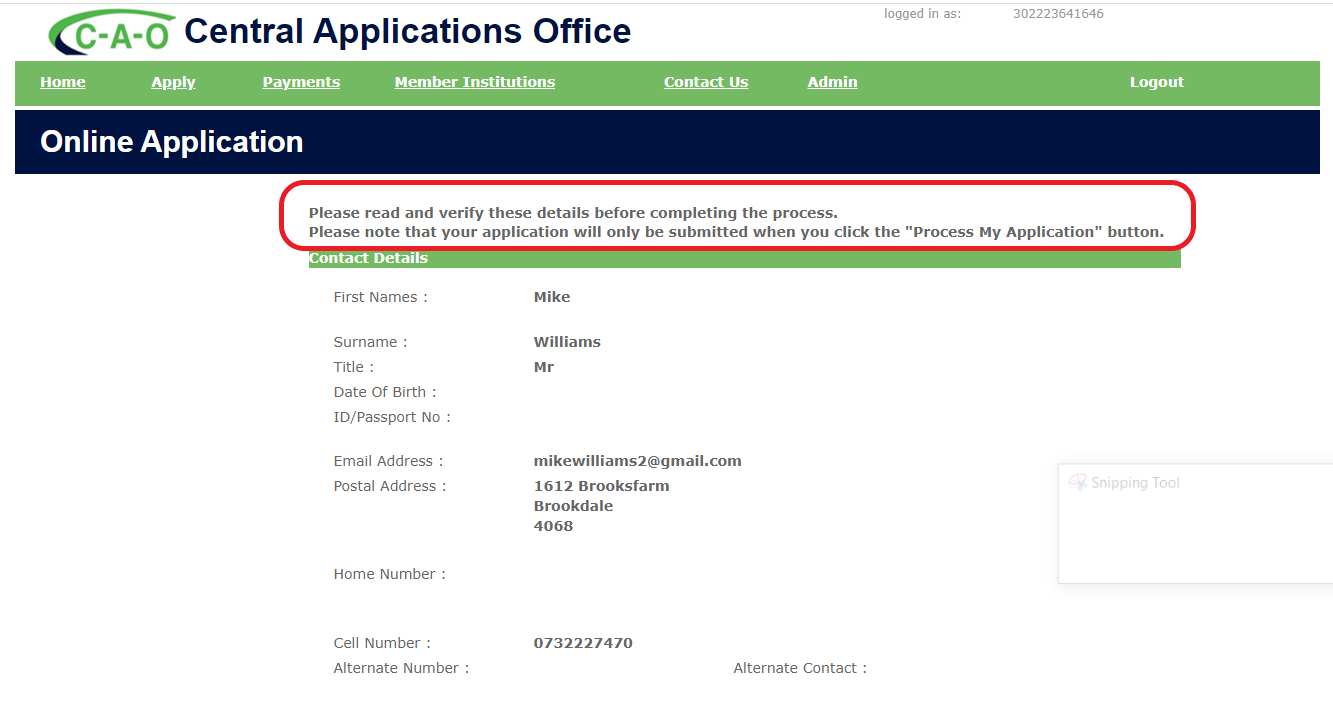 C-A-O Central Applications Office
logged in as: 302223641646
Home Apply Payments Member Institutions Contact Us Admin Logout
Online Application
Please read and verify these details before completing the process.
Please note that your application will only be submitted when you click the "Process My Application" button.
Contact Details
First Names : Mike
Surname : Williams
Title : Mr
Date Of Birth :
ID/Passport No :
Email Address : mikewilliams2@gmail.com
Snipping Tool
Postal Address : 1612 Brooksfarm
Brookdale
4068
Home Number :
Cell Number : 0732227470
Alternate Number : Alternate Contact :